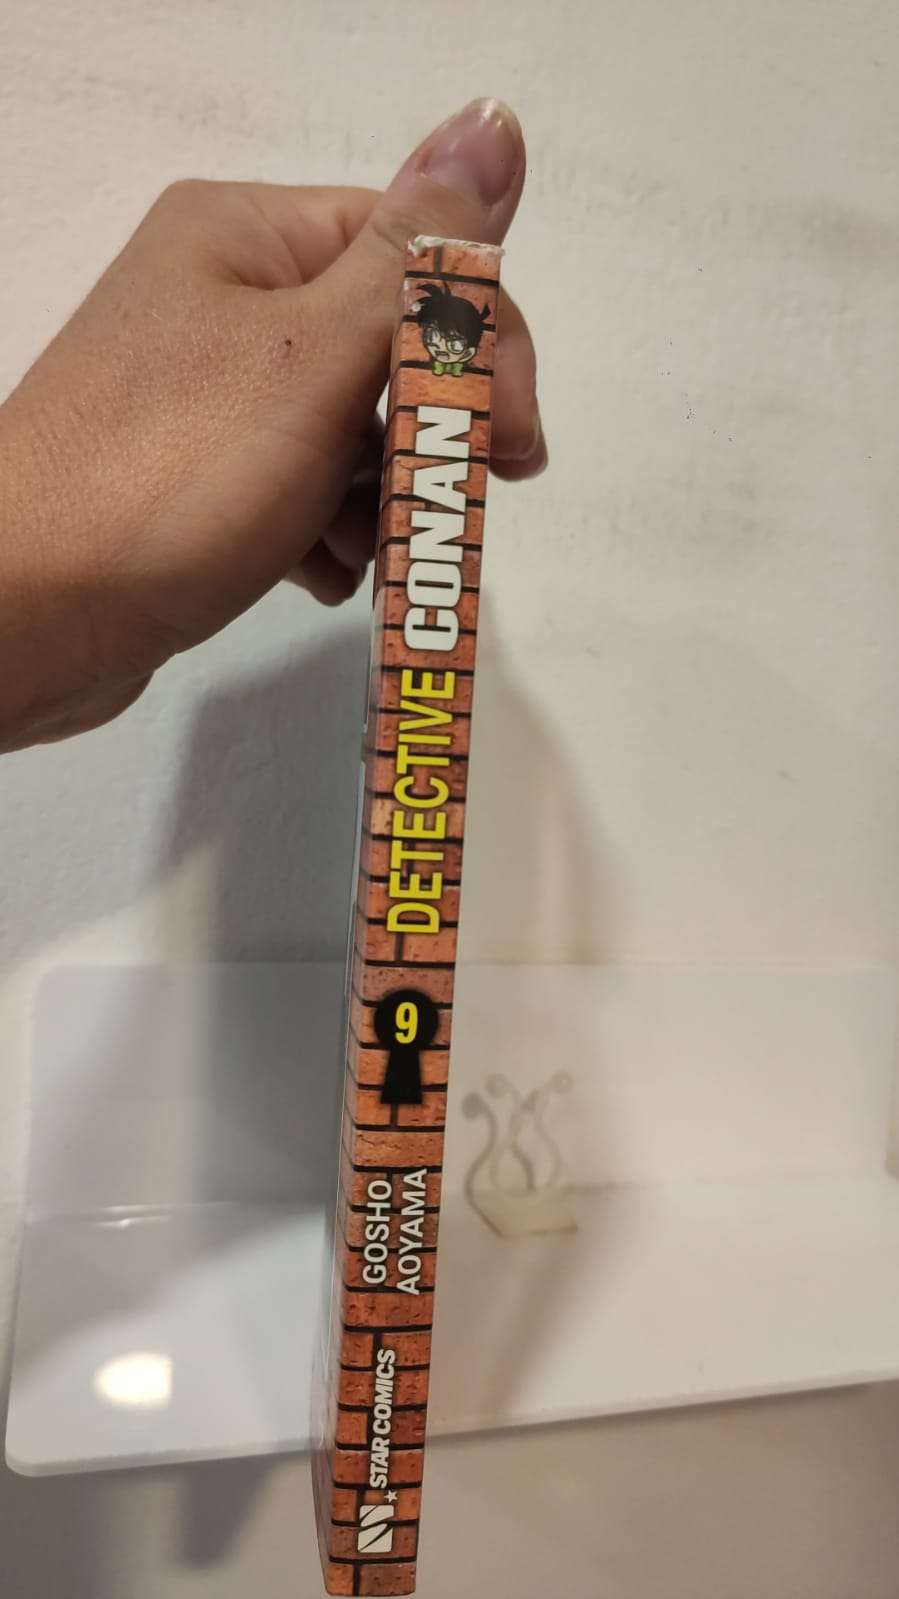 DETECTIVE CONAN
9
GOSHO
AOYAMA
STAR COMICS